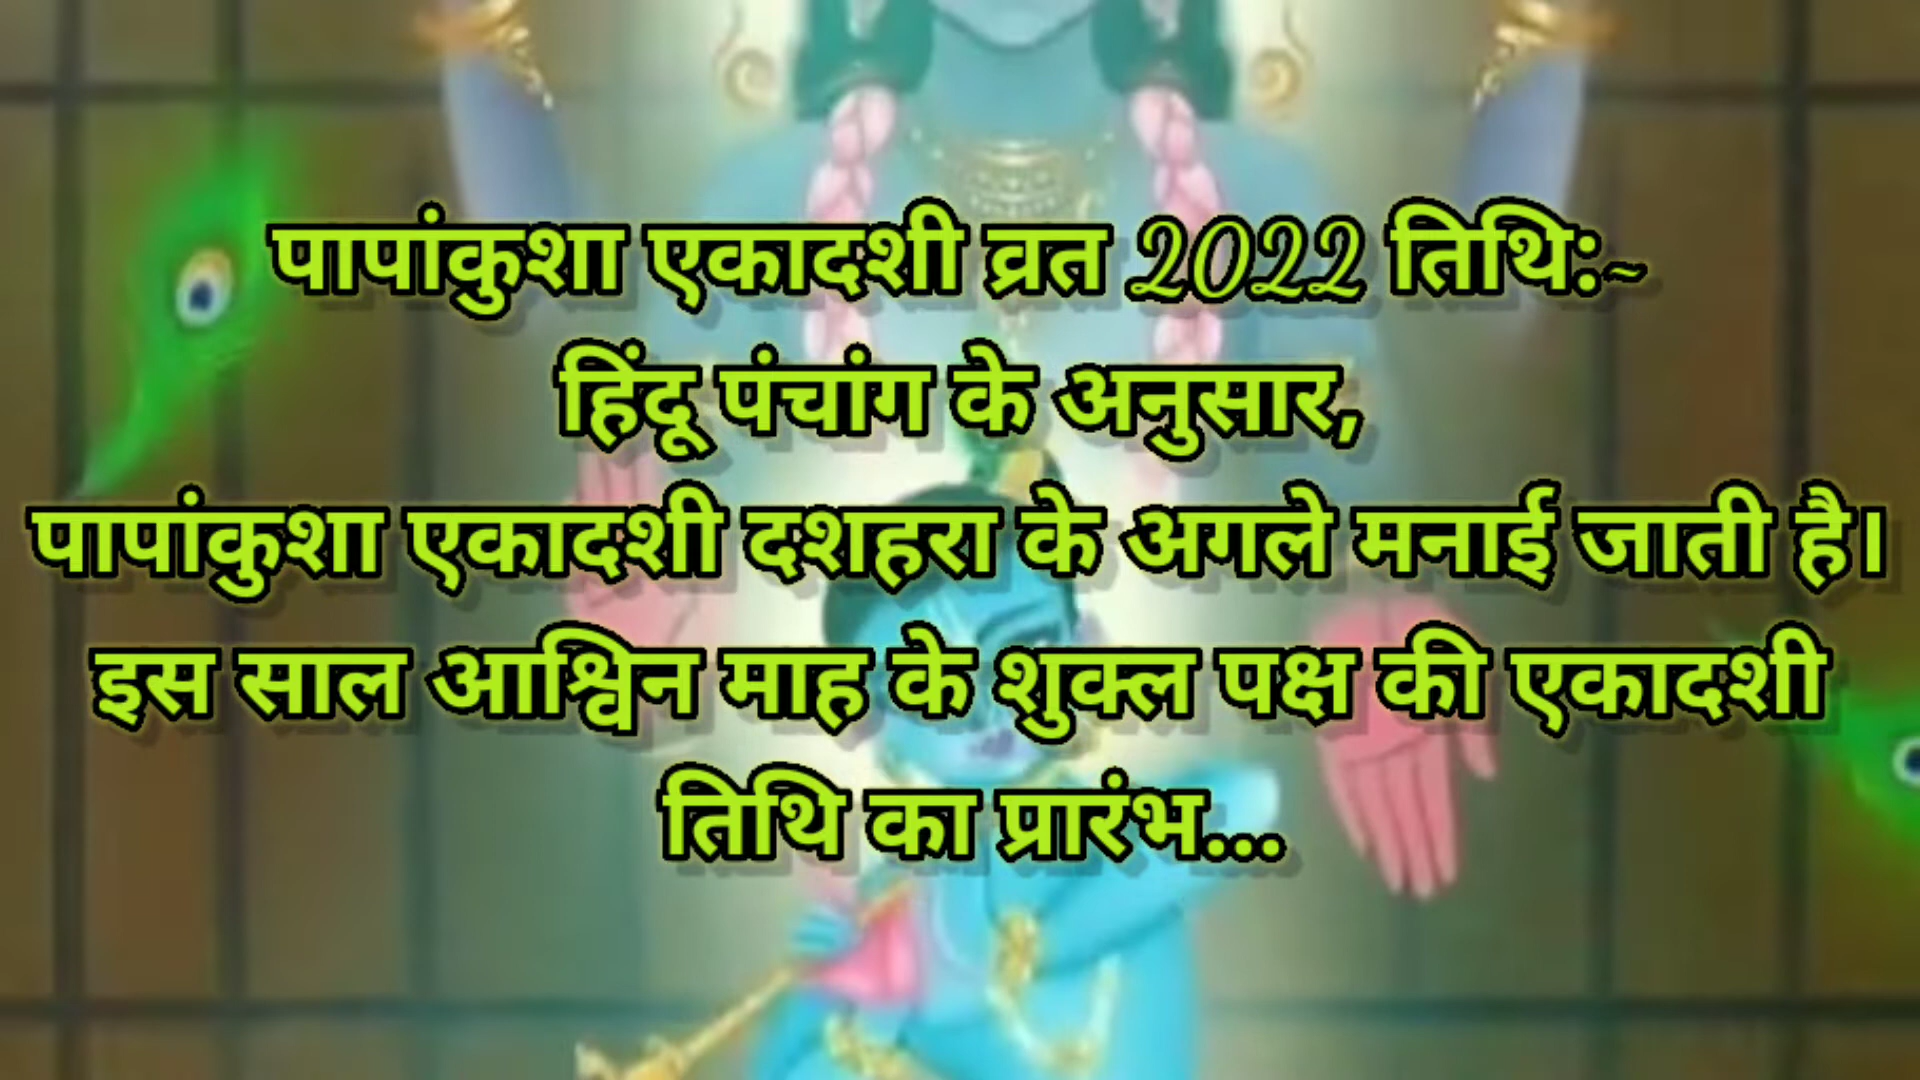 पापांकुशा एकादशी व्रत 2022 तिथि:~
हिंदू पंचांग के अनुसार,
पापांकुशा एकादशी दशहरा के अगले मनाई जाती है।
इस साल आश्विन माह के शुक्ल पक्ष की एकादशी
तिथि का प्रारंभ...